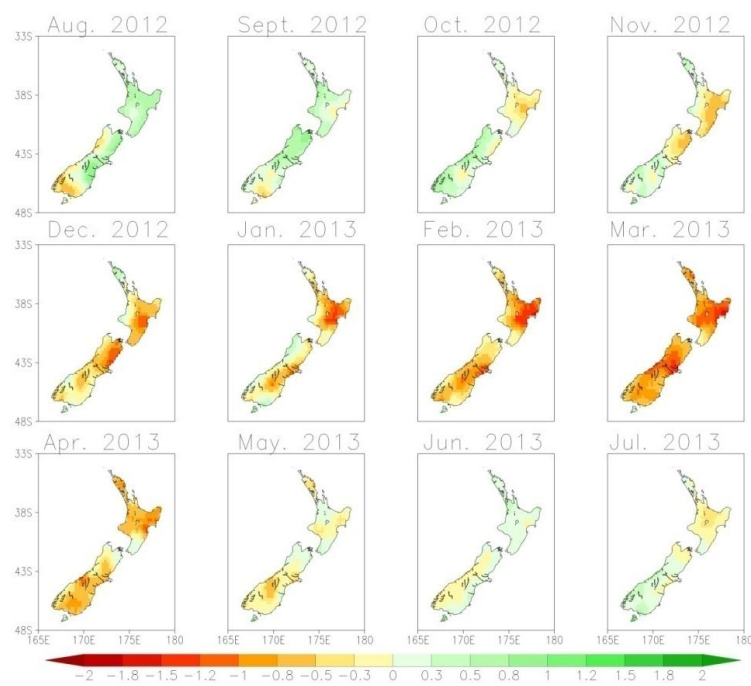 Aug. 2012 Sept. 2012 Oct. 2012 Nov. 2012
33S
38S
43S
48S
Dec. 2012 Jan. 2013 Feb. 2013 Mar. 2013
33S
38S
43S
48S
Apr. 2013 May. 2013 Jun. 2013 Jul. 2013
33S
38S
43S
48S
165E 170E 175E 180 165E 170E 175E 180 165E 170E 175E 180 165E 170E 175E 180
-2 -1.8 -1.5 -1.2 -1 -0.8 -0.5 -0.3 0 0.3 0.5 0.8 1 1.2 1.5 1.8 2